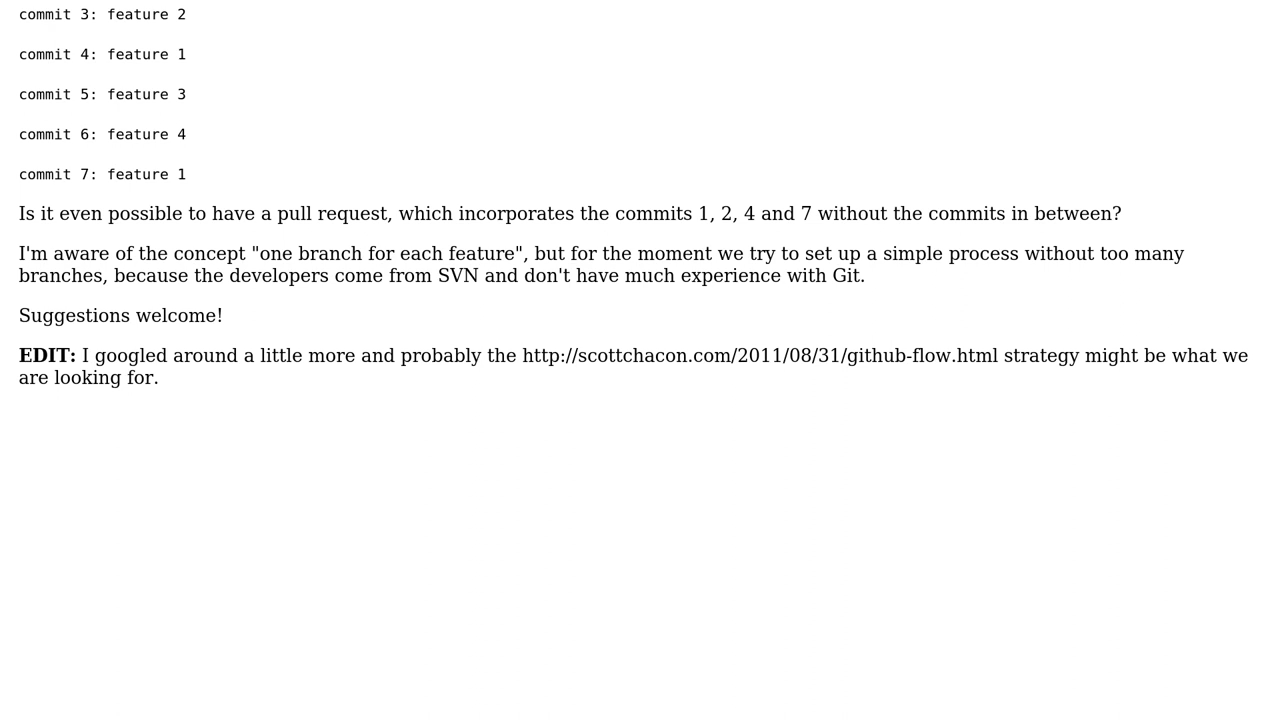 commit 3: feature 2
commit 4: feature 1
commit 5: feature 3
commit 6: feature 4
commit 7: feature 1
Is it even possible to have a pull request, which incorporates the commits 1, 2, 4 and 7 without the commits in between?
I'm aware of the concept "one branch for each feature", but for the moment we try to set up a simple process without too many
branches, because the developers come from SVN and don't have much experience with Git.
Suggestions welcome!
EDIT: I googled around a little more and probably the http://scottchacon.com/2011/08/31/github-flow.html strategy might be what we
are looking for.